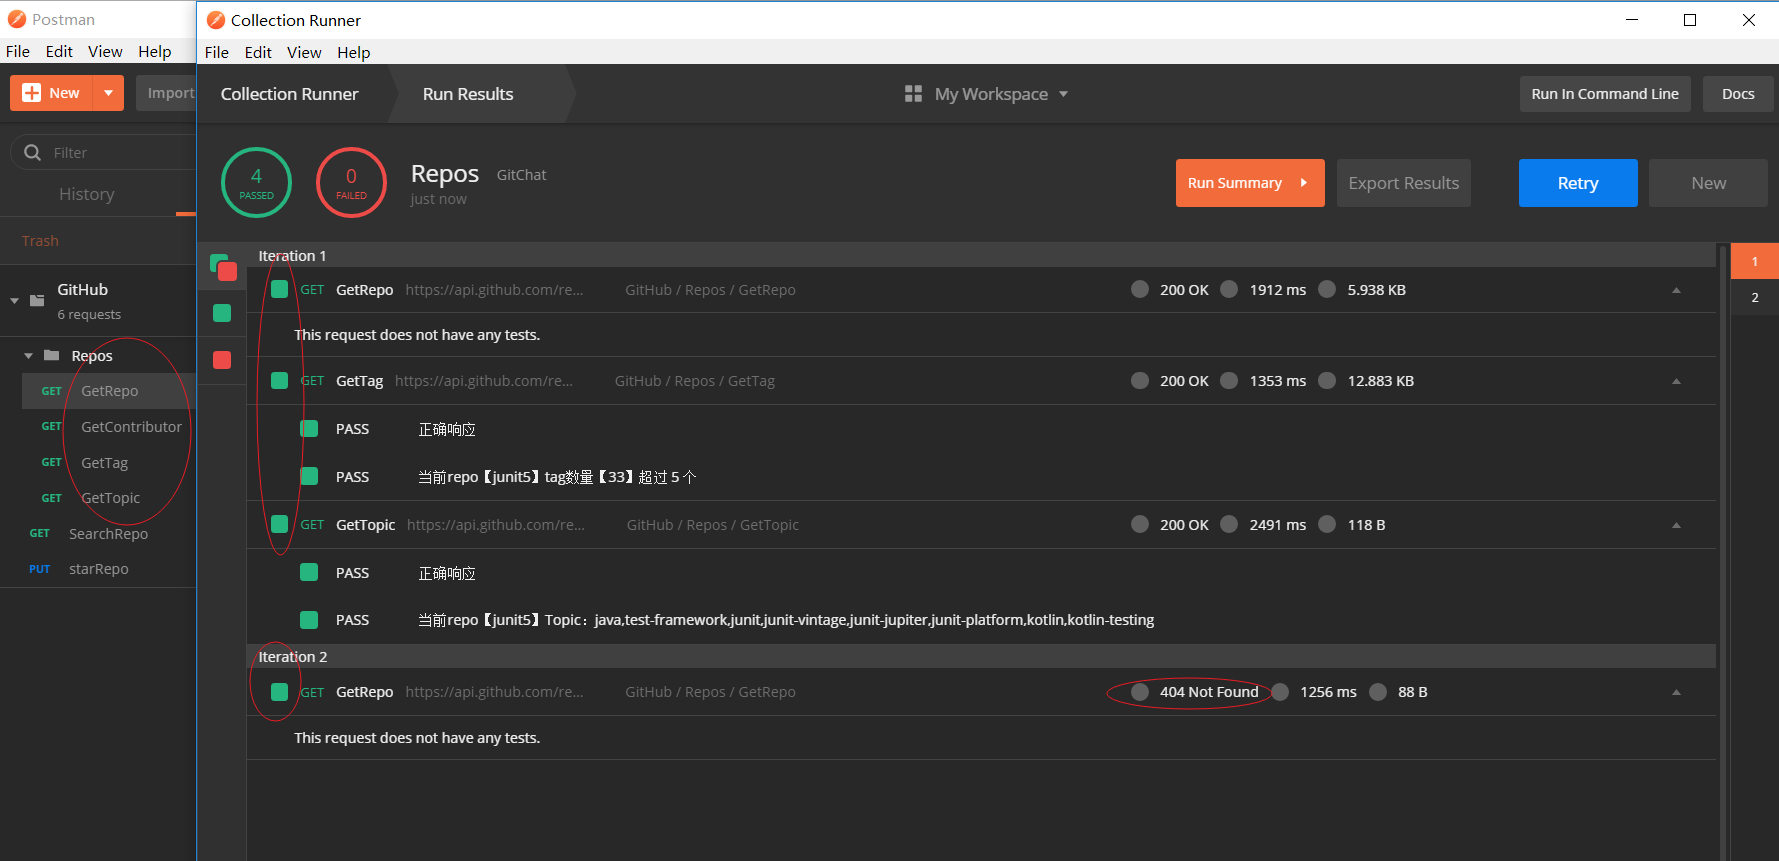 Postman
File Edit View Help
New
Import
Filter
History
Trash
GitHub
6 requests
Repos
GET GetRepo
GET GetContributor
GET GetTag
GET GetTopic
GET SearchRepo
PUT starRepo
Collection Runner
File Edit View Help
Collection Runner Run Results My Workspace Run In Command Line Docs
4 PASSED
0 FAILED
Repos GitChat
just now
Run Summary Export Results Retry New
Iteration 1
GET GetRepo https://api.github.com/re... GitHub / Repos / GetRepo 200 OK 1912 ms 5.938 KB
This request does not have any tests.
GET GetTag https://api.github.com/re... GitHub / Repos / GetTag 200 OK 1353 ms 12.883 KB
PASS 正确响应
PASS 当前repo【junit5】tag数量【33】超过 5 个
GET GetTopic https://api.github.com/re... GitHub / Repos / GetTopic 200 OK 2491 ms 118 B
PASS 正确响应
PASS 当前repo【junit5】Topic：java,test-framework,junit,junit-vintage,junit-jupiter,junit-platform,kotlin,kotlin-testing
Iteration 2
GET GetRepo https://api.github.com/re... GitHub / Repos / GetRepo 404 Not Found 1256 ms 88 B
This request does not have any tests.
1
2